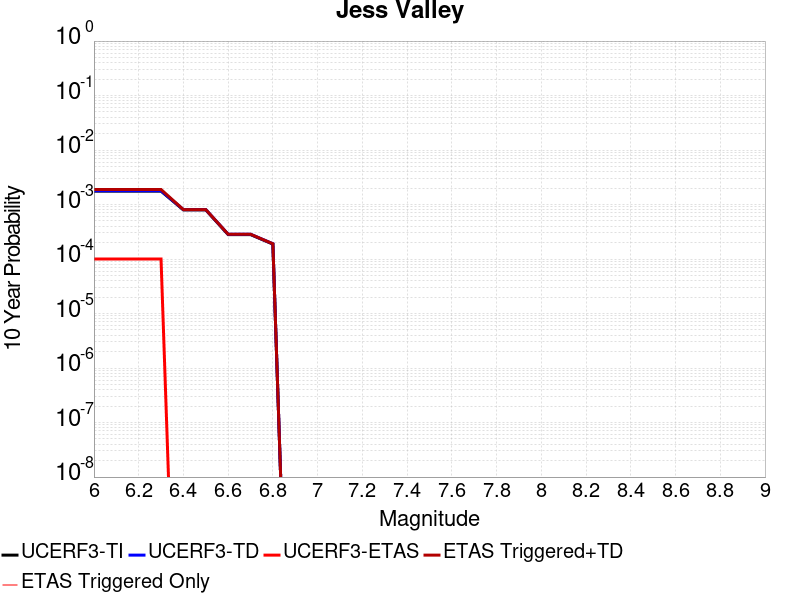 Jess Valley
10 0
10 -1
10 -2
10 -3
10 -4
10 -5
10 -6
10 -7
10 -8
10 Year Probability
6 6.2 6.4 6.6 6.8 7 7.2 7.4 7.6 7.8 8 8.2 8.4 8.6 8.8 9
Magnitude
UCERF3-TI UCERF3-TD UCERF3-ETAS ETAS Triggered+TD
ETAS Triggered Only